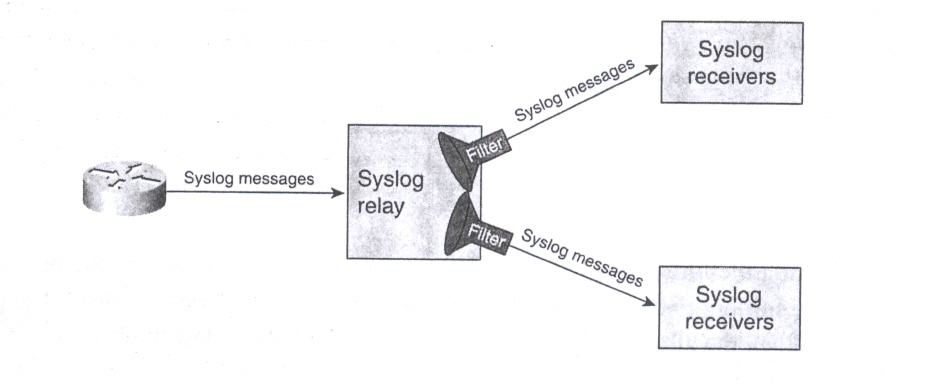 Syslog
receivers
Syslog messages
Filter
Syslog messages
Syslog
relay
Filter
Syslog messages
Syslog
receivers